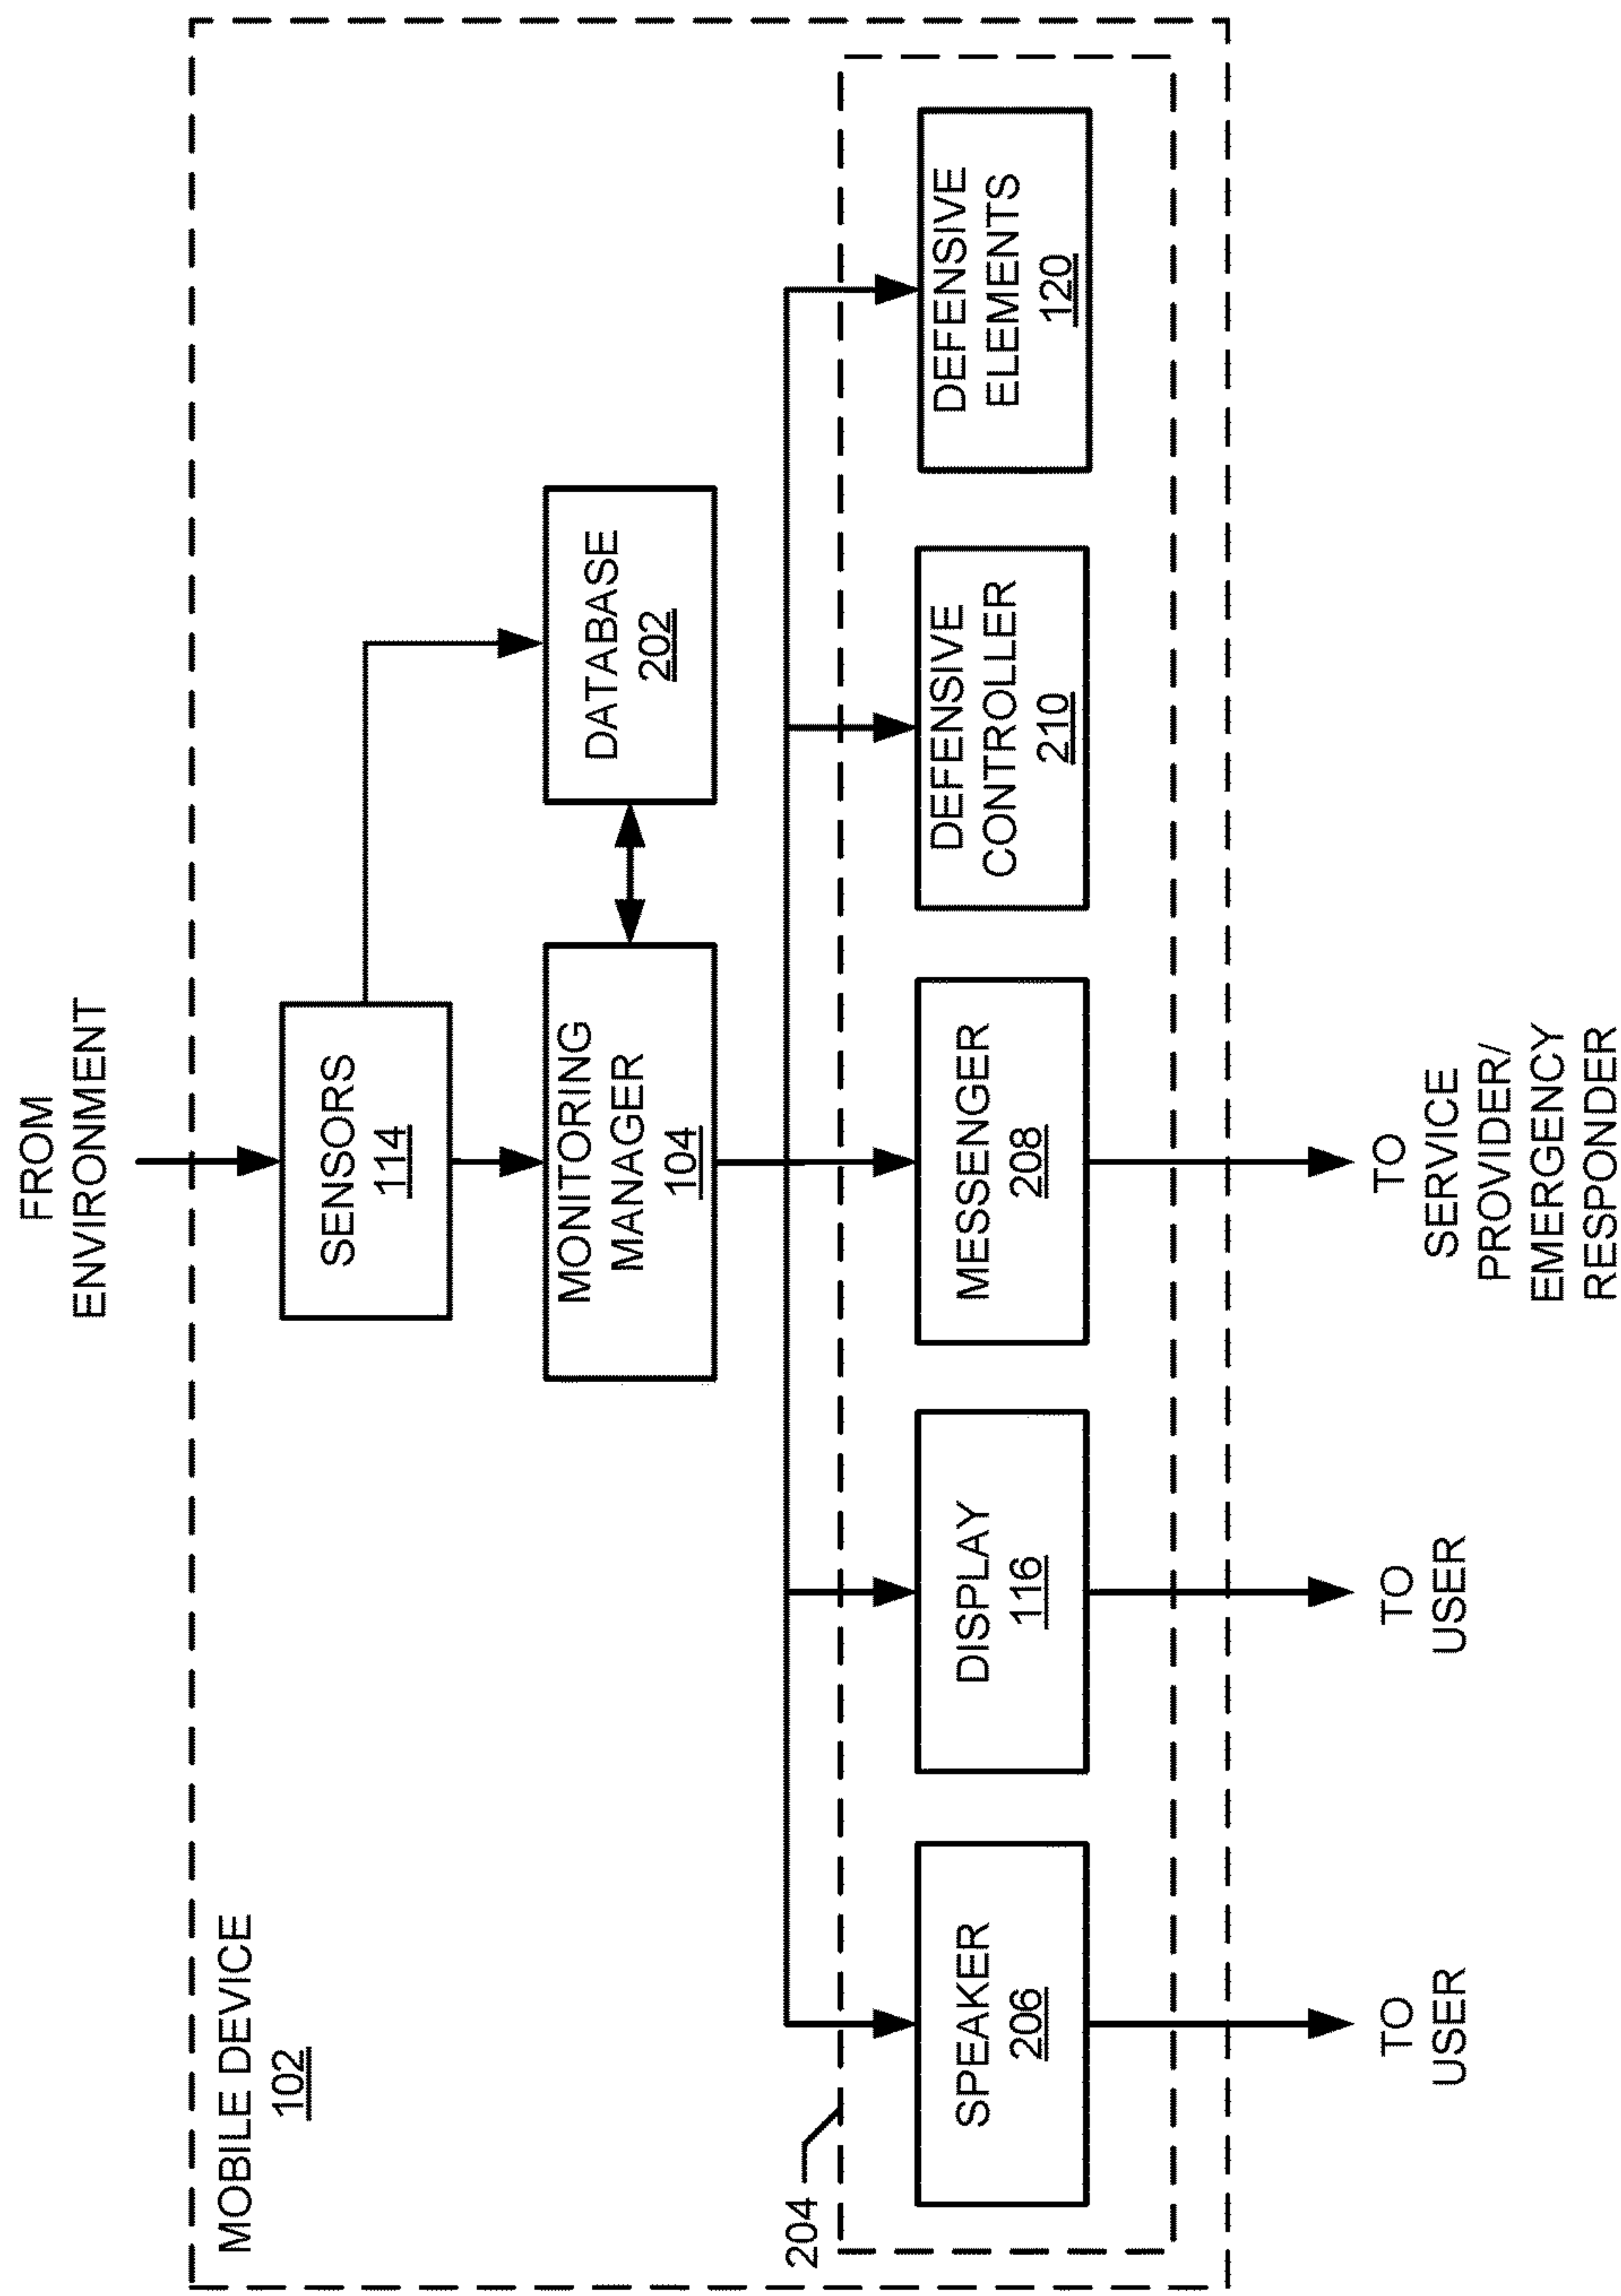 MOBILE DEVICE
102
FROM
ENVIRONMENT
SENSORS
114
MONITORING
MANAGER
104
DATABASE
202
204
SPEAKER
206
DISPLAY
116
MESSENGER
208
DEFENSIVE
CONTROLLER
210
DEFENSIVE
ELEMENTS
120
TO
USER
TO
USER
TO
SERVICE
PROVIDER/
EMERGENCY
RESPONDER